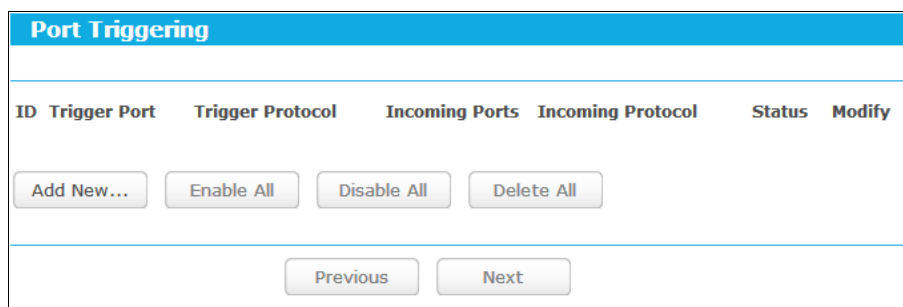 Port Triggering
ID Trigger Port Trigger Protocol Incoming Ports Incoming Protocol Status Modify
Add New... Enable All Disable All Delete All
Previous Next